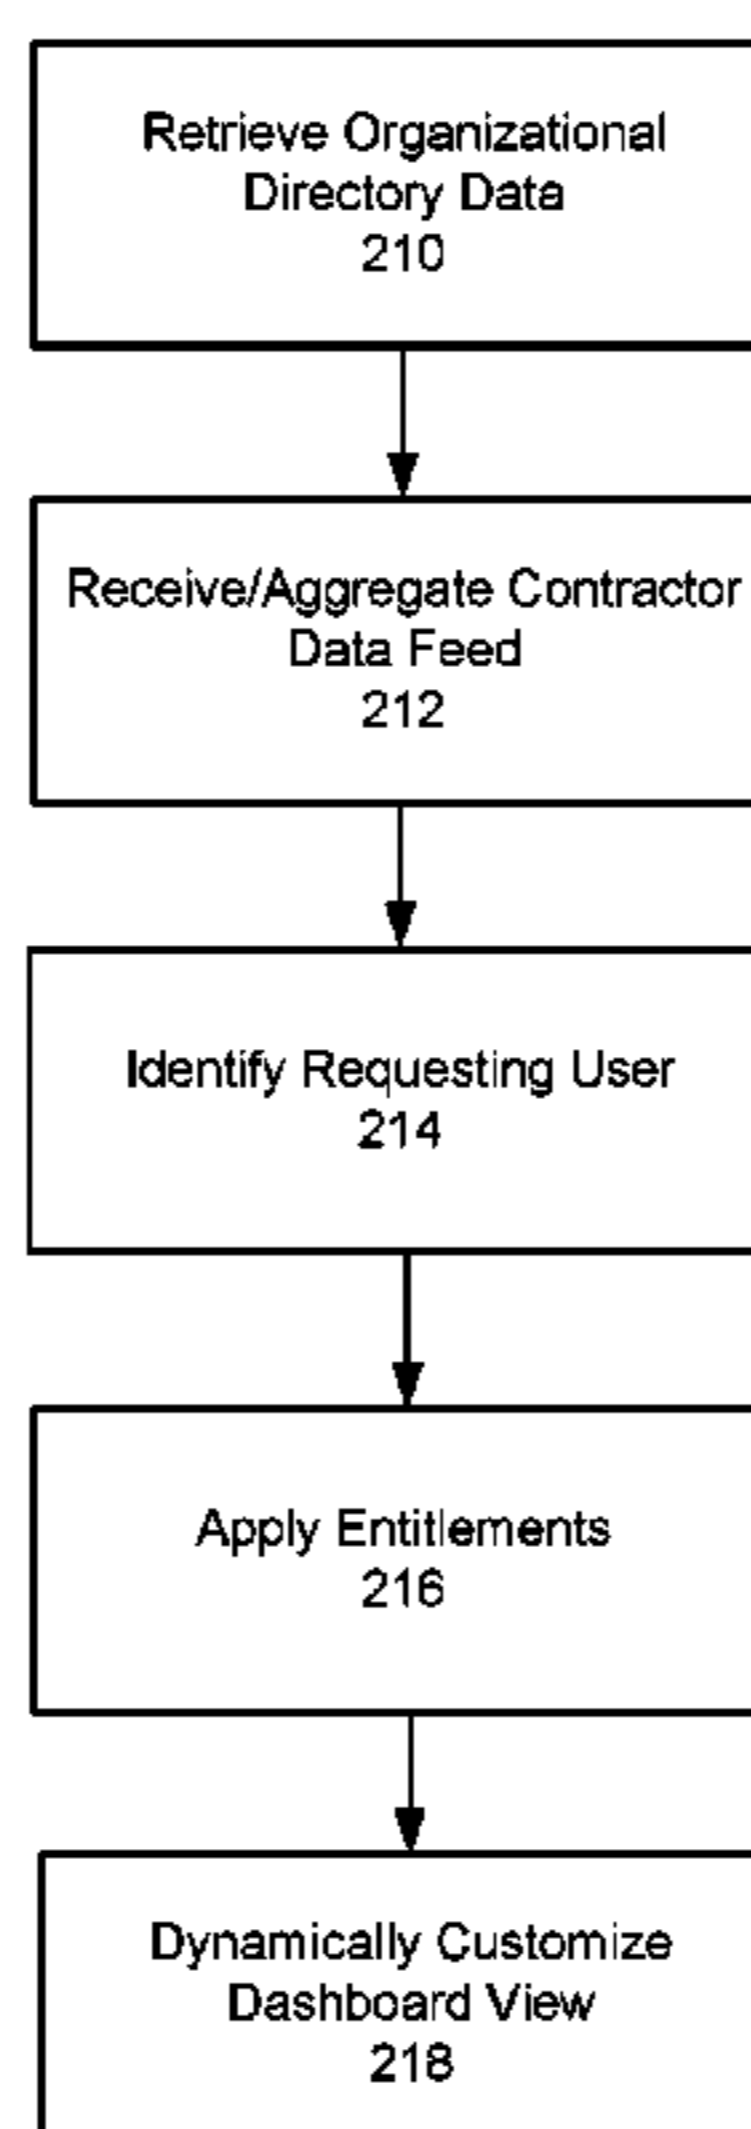 Retrieve Organizational
Directory Data
210
Receive/Aggregate Contractor
Data Feed
212
Identify Requesting User
214
Apply Entitlements
216
Dynamically Customize
Dashboard View
218